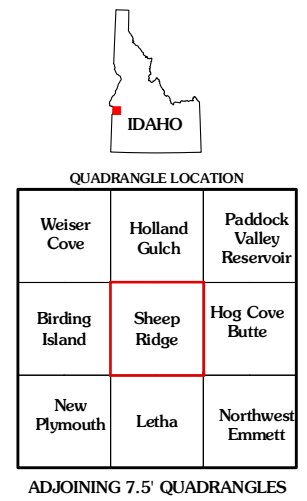 IDAHO
QUADRANGLE LOCATION
Weiser
Cove
Holland
Gulch
Paddock
Valley
Reservoir
Birding
Island
Sheep
Ridge
Hog Cove
Butte
New
Plymouth
Letha
Northwest
Emmett
ADJOINING 7.5' QUADRANGLES